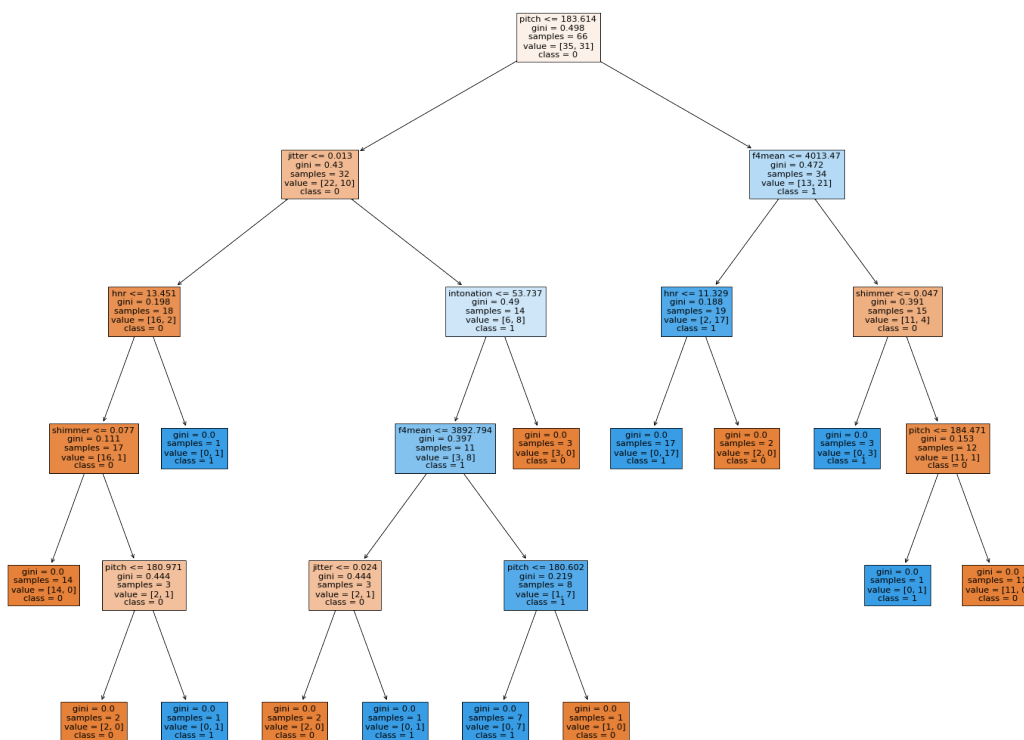 pitch <= 183.614
gini = 0.498
samples = 66
value = [35, 31]
class = 0
jitter <= 0.013
gini = 0.43
samples = 32
value = [22, 10]
class = 0
f4mean <= 4013.47
gini = 0.472
samples = 34
value = [13, 21]
class = 1
hnr <= 13.451
gini = 0.198
samples = 18
value = [16, 2]
class = 0
intonation <= 53.737
gini = 0.49
samples = 14
value = [6, 8]
class = 1
hnr <= 11.329
gini = 0.188
samples = 19
value = [2, 17]
class = 1
shimmer <= 0.047
gini = 0.391
samples = 15
value = [11, 4]
class = 0
shimmer <= 0.077
gini = 0.111
samples = 17
value = [16, 1]
class = 0
gini = 0.0
samples = 1
value = [0, 1]
class = 1
f4mean <= 3892.794
gini = 0.397
samples = 11
value = [3, 8]
class = 1
gini = 0.0
samples = 3
value = [3, 0]
class = 0
gini = 0.0
samples = 17
value = [0, 17]
class = 1
gini = 0.0
samples = 2
value = [2, 0]
class = 0
gini = 0.0
samples = 3
value = [0, 3]
class = 1
pitch <= 184.471
gini = 0.153
samples = 12
value = [11, 1]
class = 0
gini = 0.0
samples = 14
value = [14, 0]
class = 0
pitch <= 180.971
gini = 0.444
samples = 3
value = [2, 1]
class = 0
jitter <= 0.024
gini = 0.444
samples = 3
value = [2, 1]
class = 0
pitch <= 180.602
gini = 0.219
samples = 8
value = [1, 7]
class = 1
gini = 0.0
samples = 1
value = [0, 1]
class = 1
gini = 0.0
samples = 11
value = [11, 0]
class = 0
gini = 0.0
samples = 2
value = [2, 0]
class = 0
gini = 0.0
samples = 1
value = [0, 1]
class = 1
gini = 0.0
samples = 2
value = [2, 0]
class = 0
gini = 0.0
samples = 1
value = [0, 1]
class = 1
gini = 0.0
samples = 7
value = [0, 7]
class = 1
gini = 0.0
samples = 1
value = [1, 0]
class = 0